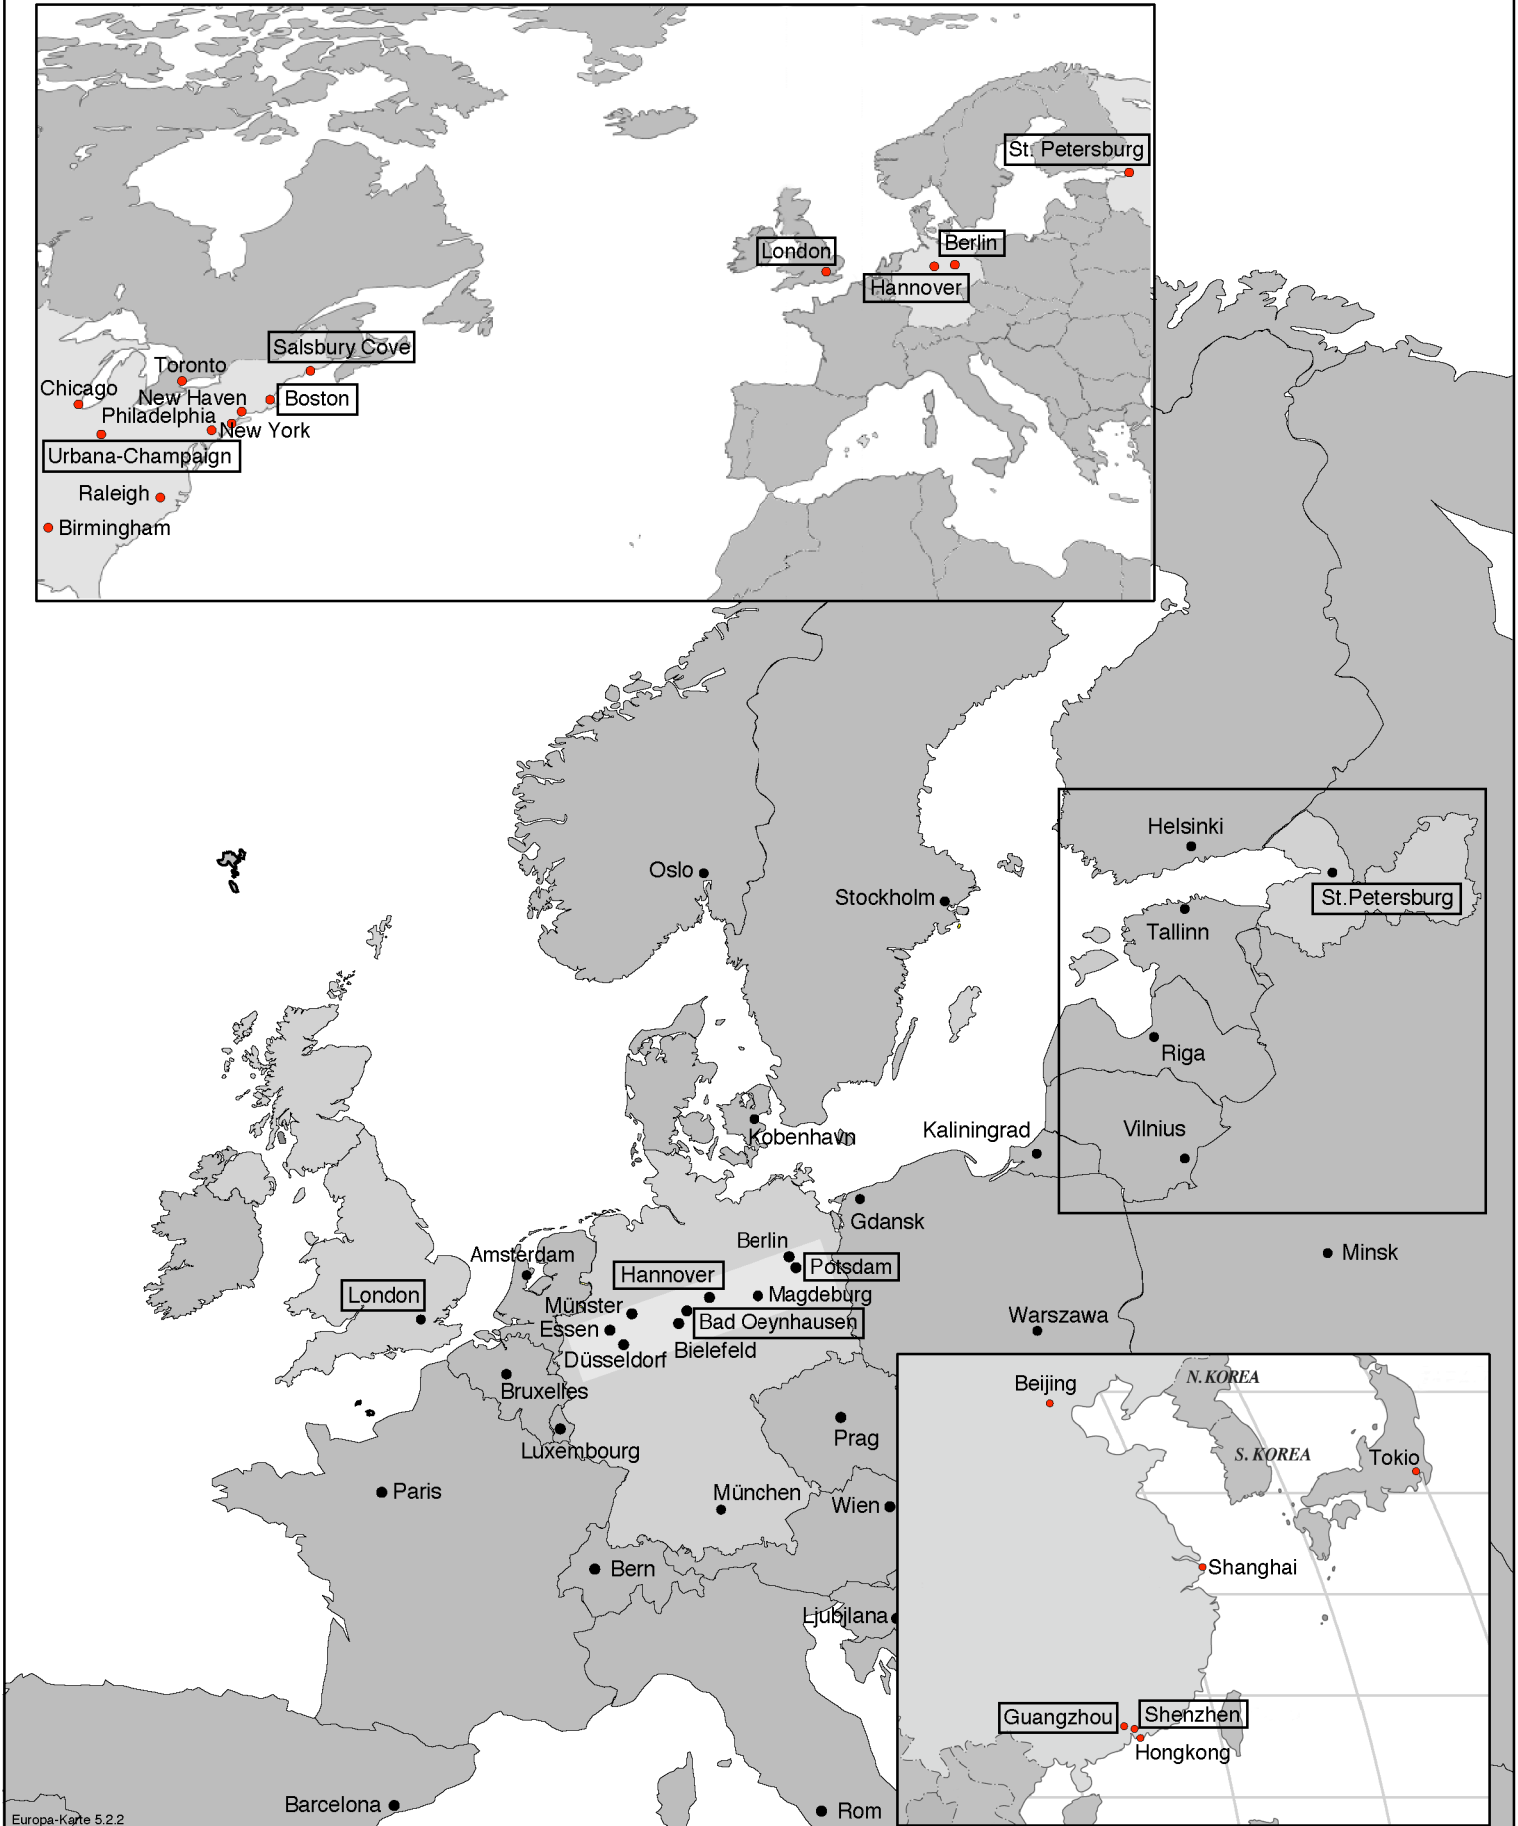 St. Petersburg
London
Berlin
Hannover
Salsbury Cove
Toronto
Chicago
New Haven
Boston
Philadelphia
New York
Urbana-Champaign
Raleigh
Birmingham
Helsinki
Oslo
Stockholm
St.Petersburg
Tallinn
Riga
Kaliningrad
Vilnius
Kobenhavn
Gdansk
Berlin
Amsterdam
Minsk
Hannover
Potsdam
London
Münster
Magdeburg
Warszawa
Essen
Bad Oeynhausen
Düsseldorf
Bielefeld
Bruxelles
Luxembourg
Prag
Paris
München
Wien
Bern
Ljubjlana
Barcelona
Rom
Europa-Karte 5.2.2
N. KOREA
Beijing
S. KOREA
Tokio
Shanghai
Guangzhou
Shenzhen
Hongkong